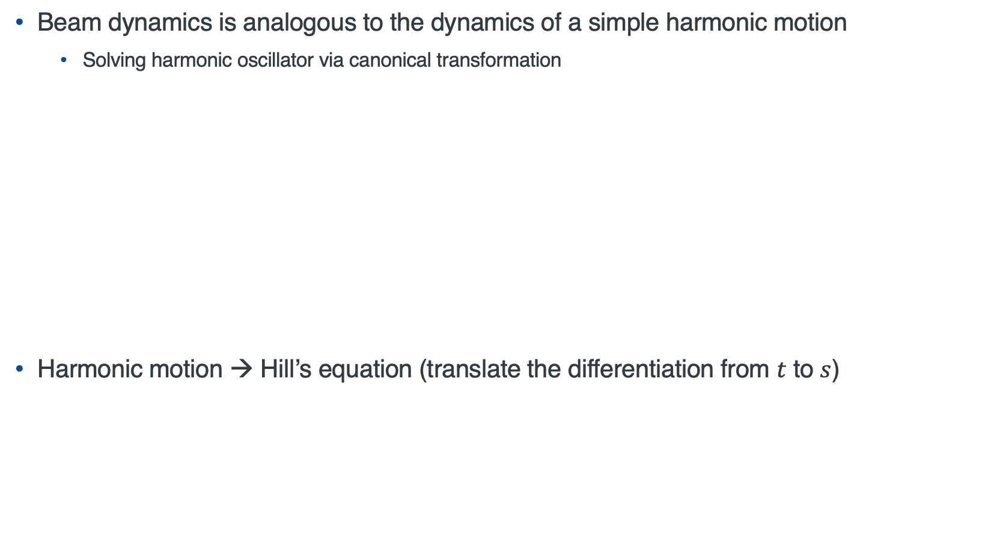 • Beam dynamics is analogous to the dynamics of a simple harmonic motion
• Solving harmonic oscillator via canonical transformation
• Harmonic motion → Hill’s equation (translate the differentiation from t to s)